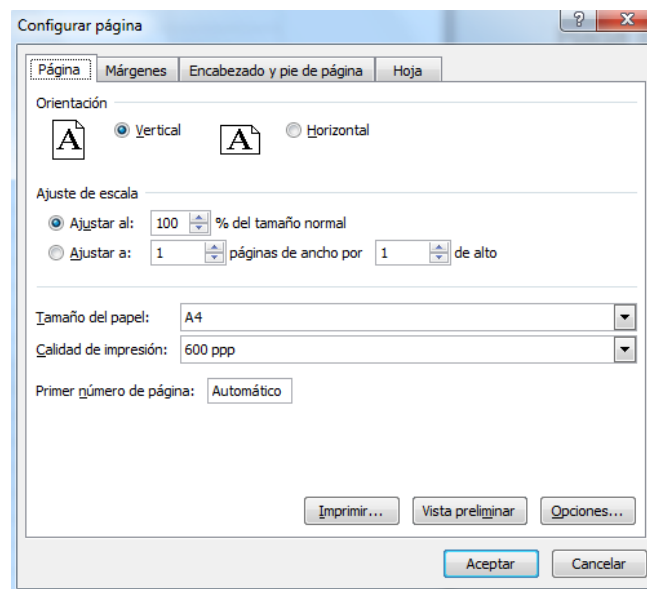 Configurar página
Página Márgenes Encabezado y pie de página Hoja
Orientación
A Vertical A Horizontal
Ajuste de escala
Ajustar al: 100 % del tamaño normal
Ajustar a: 1 páginas de ancho por 1 de alto
Tamaño del papel: A4
Calidad de impresión: 600 ppp
Primer número de página: Automático
Imprimir... Vista preliminar Opciones...
Aceptar Cancelar